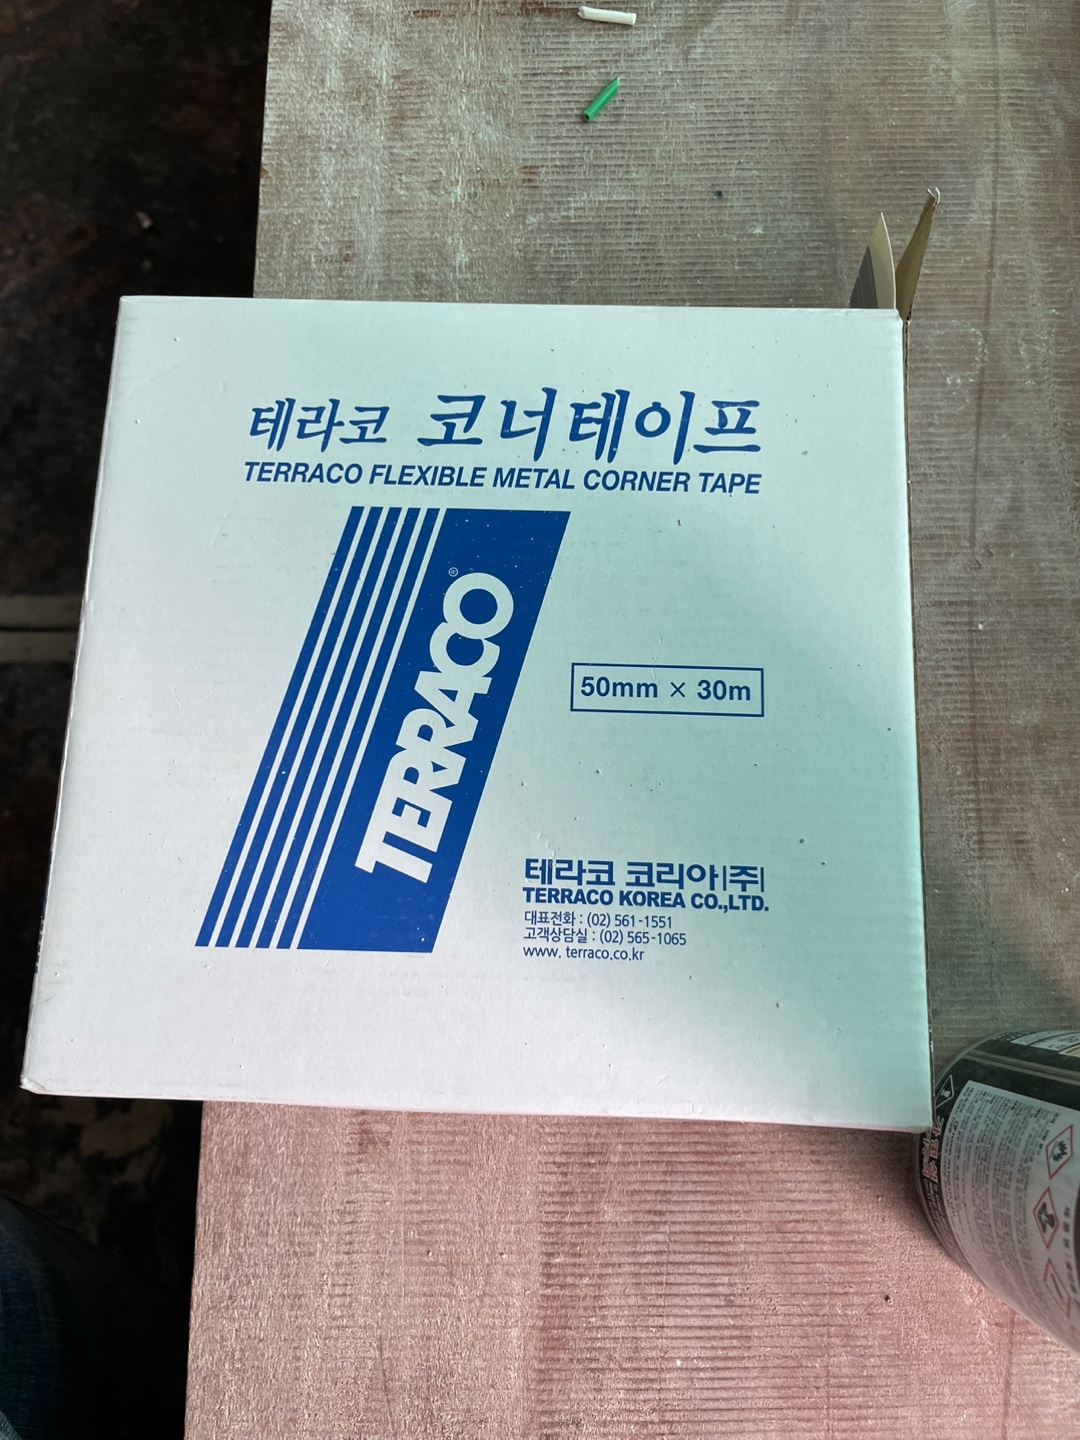 테라코 코너테이프
TERRACO FLEXIBLE METAL CORNER TAPE
TERRACO®
50mm × 30m
테라코 코리아(주)
TERRACO KOREA CO.,LTD.
대표전화 : (02) 561-1551
고객상담실 : (02) 565-1065
www. terraco.co.kr